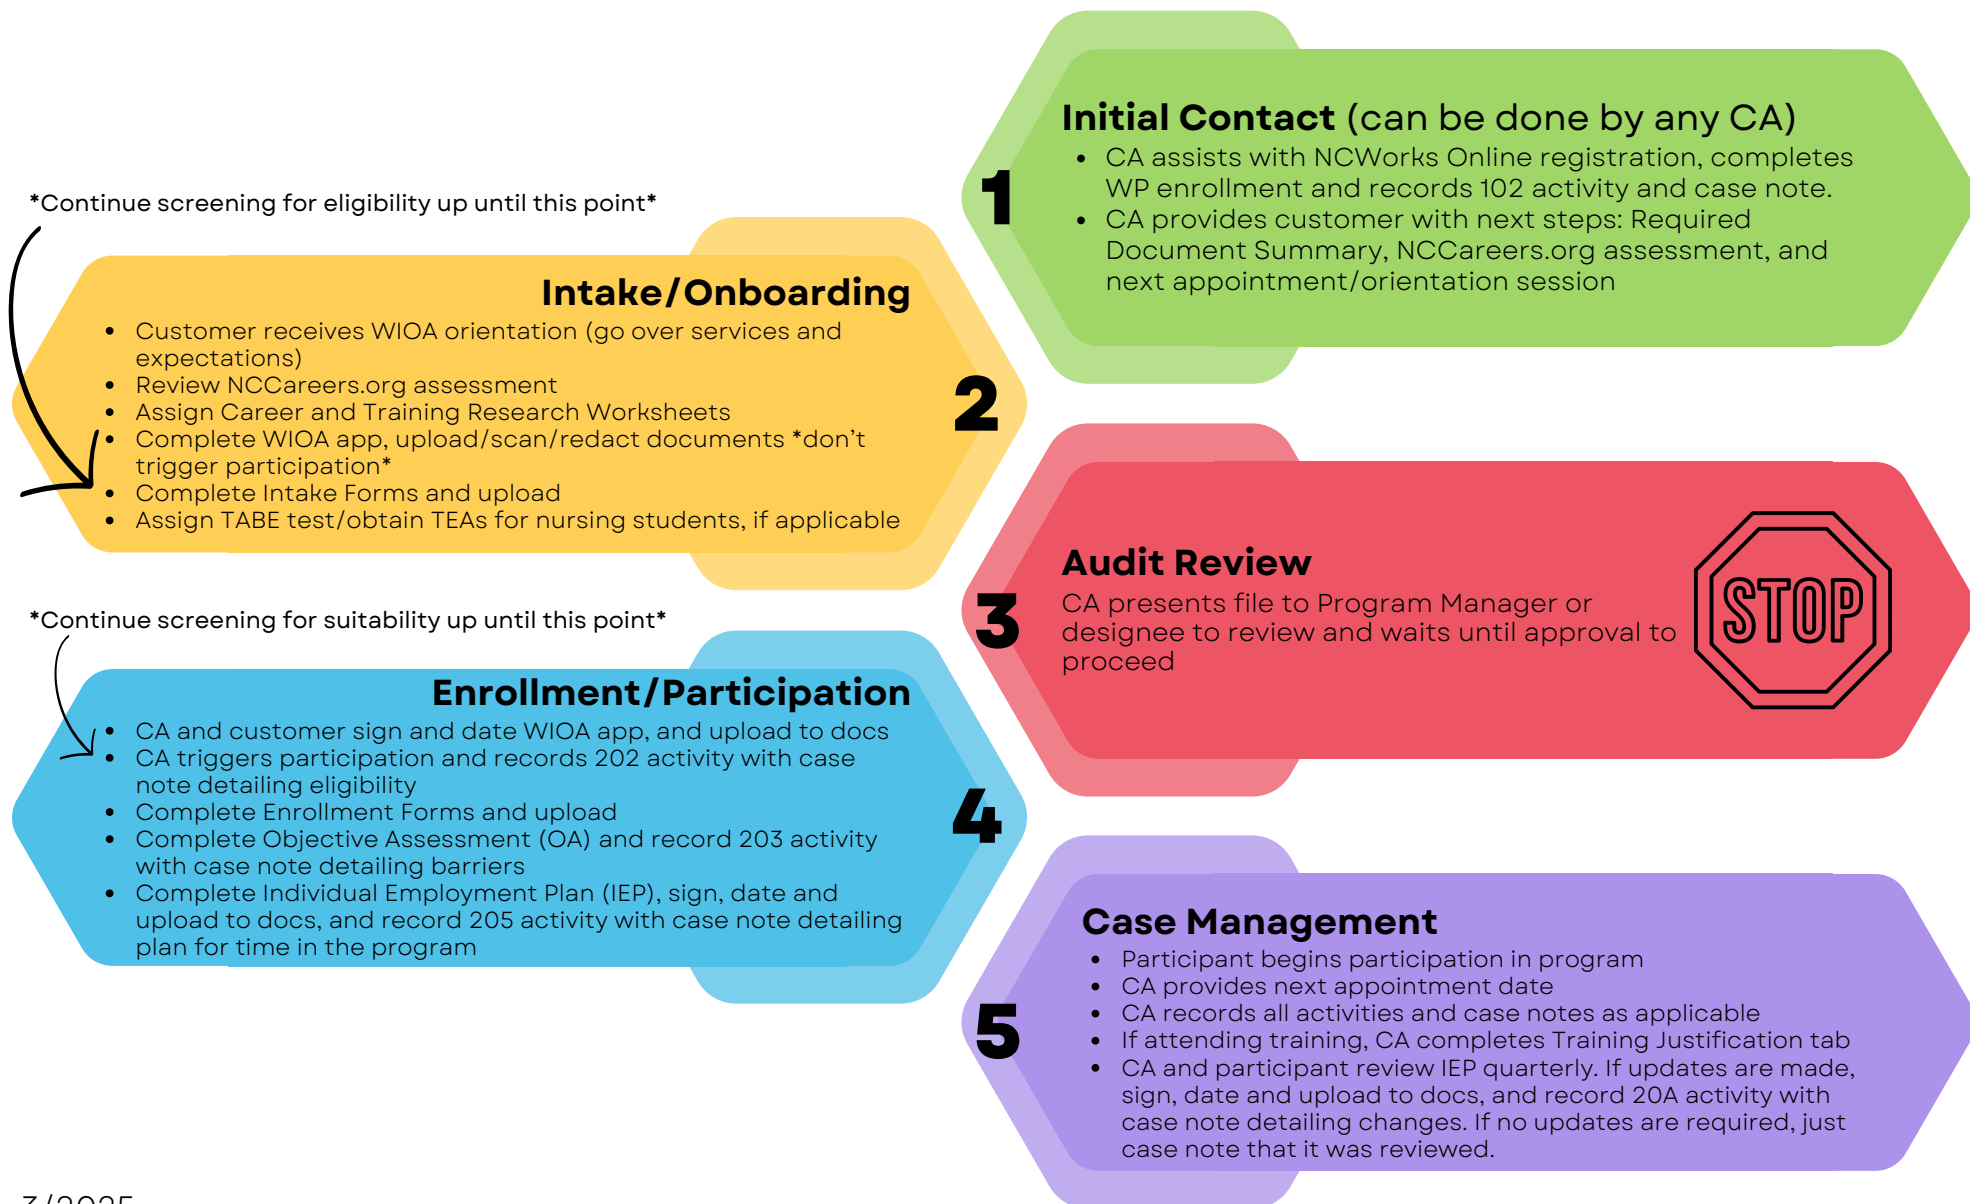 1
Initial Contact (can be done by any CA)
• CA assists with NCWorks Online registration, completes
WP enrollment and records 102 activity and case note.
• CA provides customer with next steps: Required
Document Summary, NCCareers.org assessment, and
next appointment/orientation session
*Continue screening for eligibility up until this point*
2
Intake/Onboarding
• Customer receives WIOA orientation (go over services and
expectations)
• Review NCCareers.org assessment
• Assign Career and Training Research Worksheets
• Complete WIOA app, upload/scan/redact documents *don't
trigger participation*
• Complete Intake Forms and upload
• Assign TABE test/obtain TEAs for nursing students, if applicable
3
Audit Review
CA presents file to Program Manager or
designee to review and waits until approval to
proceed
STOP
*Continue screening for suitability up until this point*
4
Enrollment/Participation
• CA and customer sign and date WIOA app, and upload to docs
• CA triggers participation and records 202 activity with case
note detailing eligibility
• Complete Enrollment Forms and upload
• Complete Objective Assessment (OA) and record 203 activity
with case note detailing barriers
• Complete Individual Employment Plan (IEP), sign, date and
upload to docs, and record 205 activity with case note detailing
plan for time in the program
5
Case Management
• Participant begins participation in program
• CA provides next appointment date
• CA records all activities and case notes as applicable
• If attending training, CA completes Training Justification tab
• CA and participant review IEP quarterly. If updates are made,
sign, date and upload to docs, and record 20A activity with
case note detailing changes. If no updates are required, just
case note that it was reviewed.
3/2025